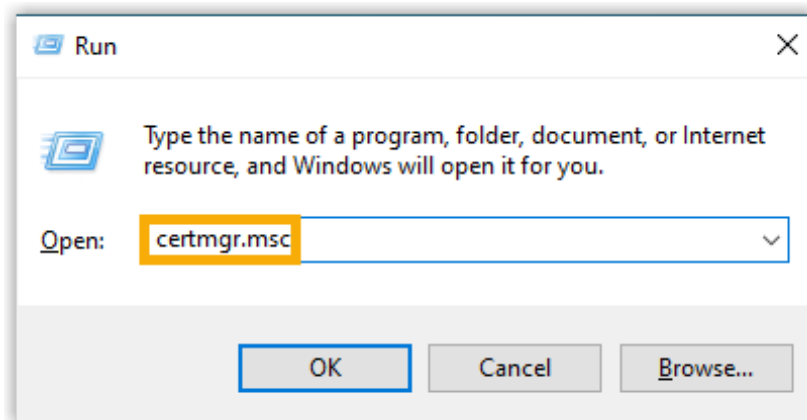 Run
Type the name of a program, folder, document, or Internet
resource, and Windows will open it for you.
Open: certmgr.msc
OK Cancel Browse...